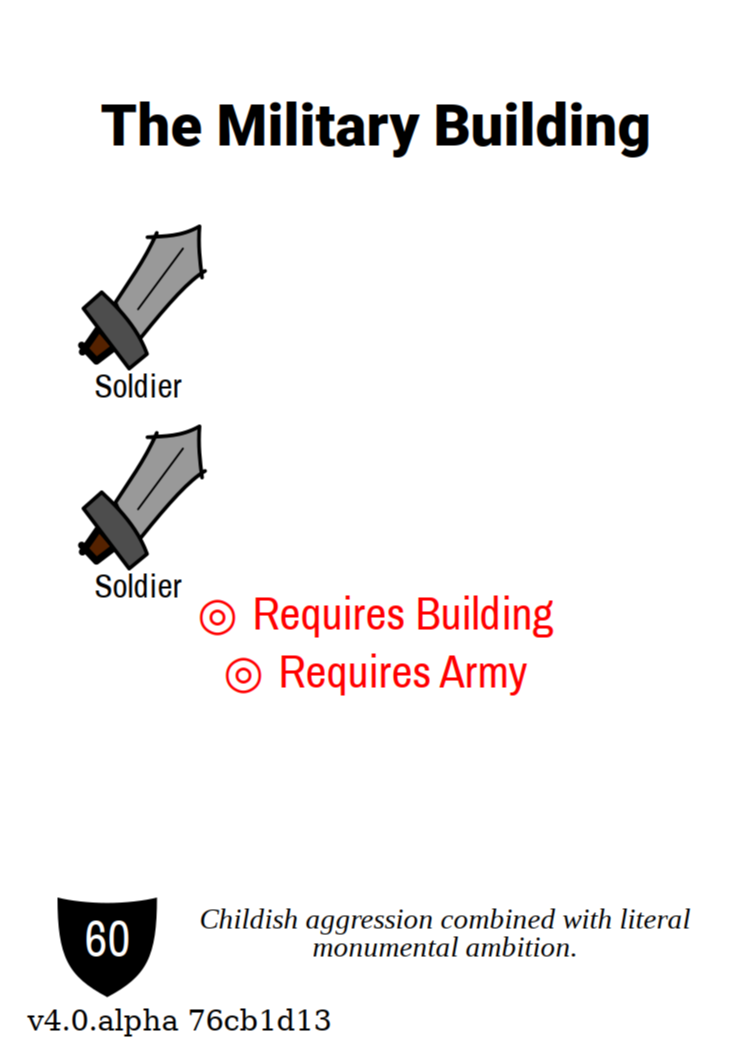 The Military Building
Soldier
Soldier
◎ Requires Building
◎ Requires Army
60
Childish aggression combined with literal
monumental ambition.
v4.0.alpha 76cb1d13